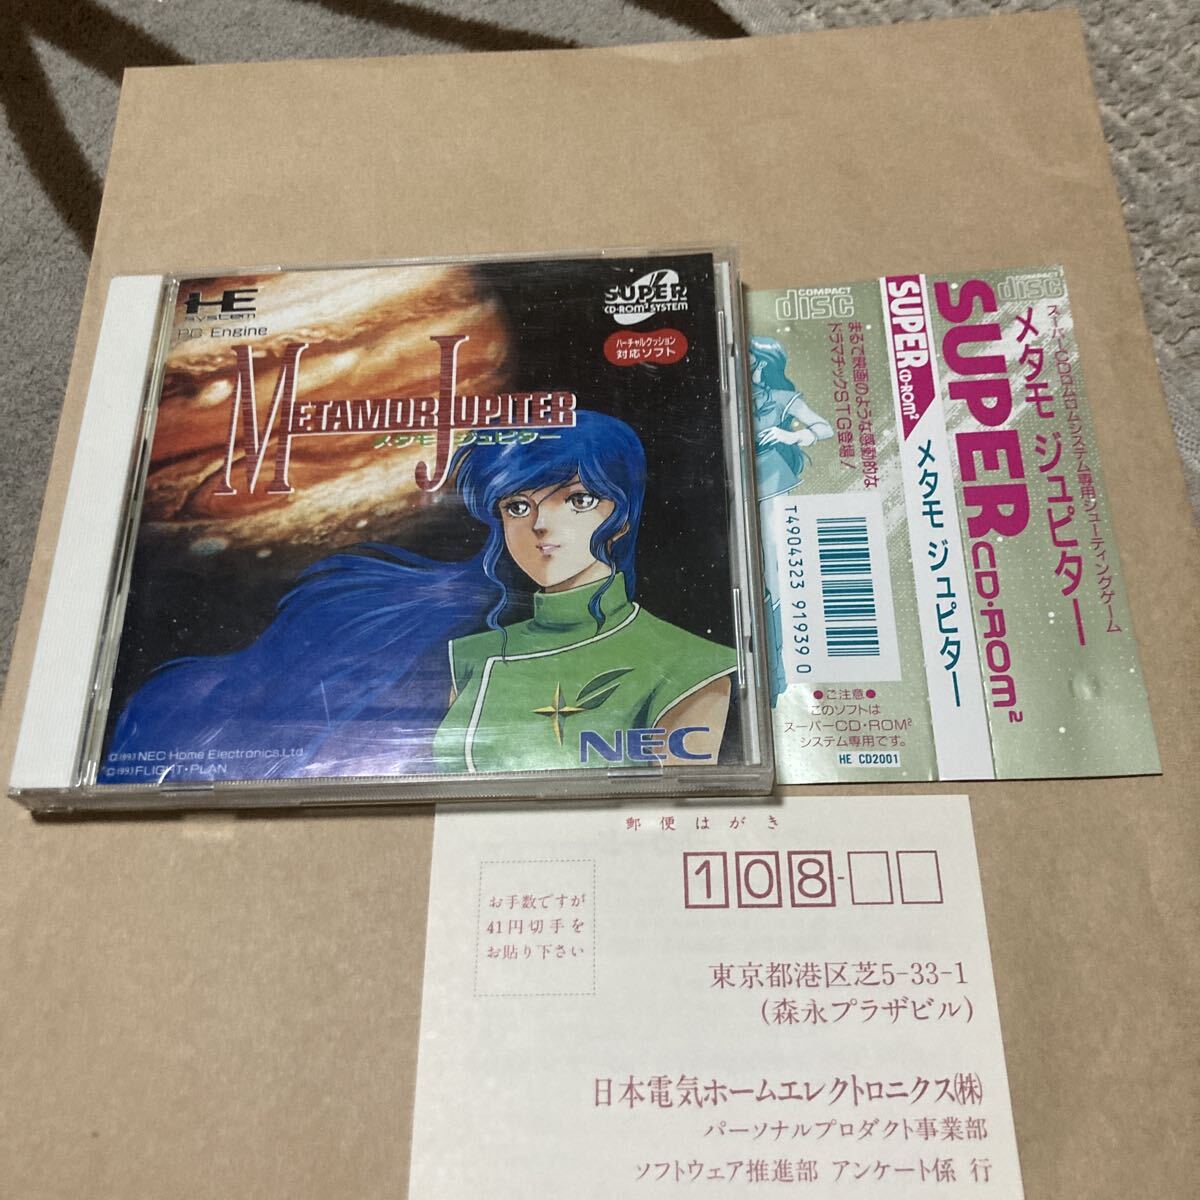 HE
system
PC Engine
METAMOR JUPITER
メタモ ジュピター
SUPER
CD-ROM² SYSTEM
バーチャルクッション
対応ソフト
©1993 NEC Home Electronics,Ltd.
©1993 FLIGHT・PLAN
NEC
COMPACT
disc
まるで映画のような感動的な
ドラマチックSTG登場!
T4904323 91939 0
●ご注意●
このソフトは
スーパーCD・ROM²
システム専用です。
HE CD2001
SUPER CD・ROM²
メタモ ジュピター
COMPACT
disc
SUPER CD・ROM²
メタモ ジュピター
スーパーCDロムロムシステム専用シューティングゲーム
郵便はがき
108-
お手数ですが
41円切手を
お貼り下さい
東京都港区芝5-33-1
(森永プラザビル)
日本電気ホームエレクトロニクス㈱
パーソナルプロダクト事業部
ソフトウェア推進部 アンケート係 行